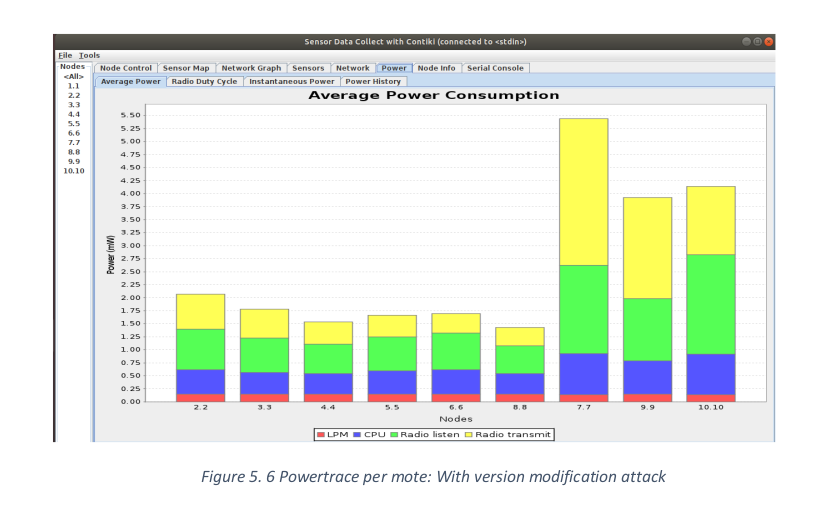 Sensor Data Collect with Contiki (connected to <stdin>)
File Tools
Nodes
<All>
1.1
2.2
3.3
4.4
5.5
6.6
7.7
8.8
9.9
10.10
Node Control Sensor Map Network Graph Sensors Network Power Node Info Serial Console
Average Power Radio Duty Cycle Instantaneous Power Power History
Average Power Consumption
Power (mW)
5.50
5.25
5.00
4.75
4.50
4.25
4.00
3.75
3.50
3.25
3.00
2.75
2.50
2.25
2.00
1.75
1.50
1.25
1.00
0.75
0.50
0.25
0.00
2.2 3.3 4.4 5.5 6.6 8.8 7.7 9.9 10.10
Nodes
LPM CPU Radio listen Radio transmit
Figure 5. 6 Powertrace per mote: With version modification attack